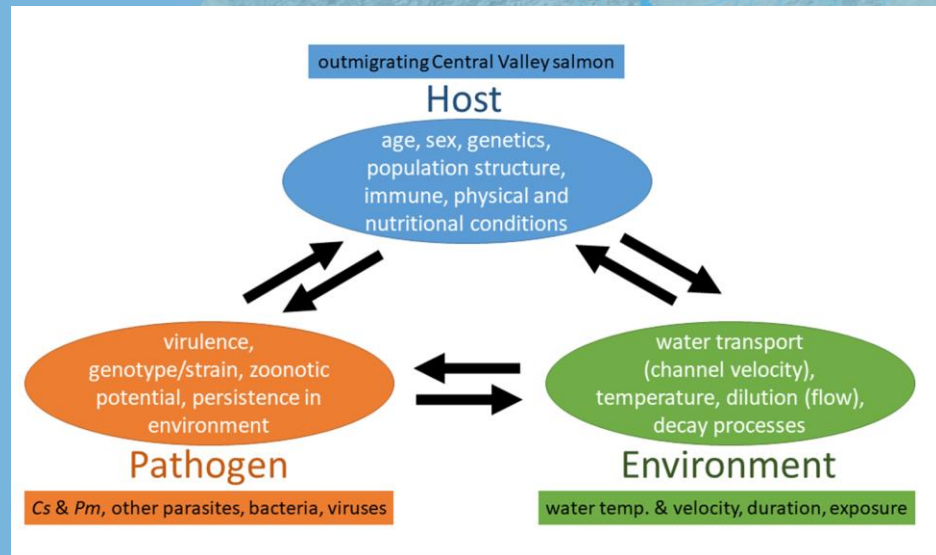 outmigrating Central Valley salmon
Host
age, sex, genetics,
population structure,
immune, physical and
nutritional conditions
virulence,
genotype/strain, zoonotic
potential, persistence in
environment
Pathogen
Cs & Pm, other parasites, bacteria, viruses
water transport
(channel velocity),
temperature, dilution (flow),
decay processes
Environment
water temp. & velocity, duration, exposure